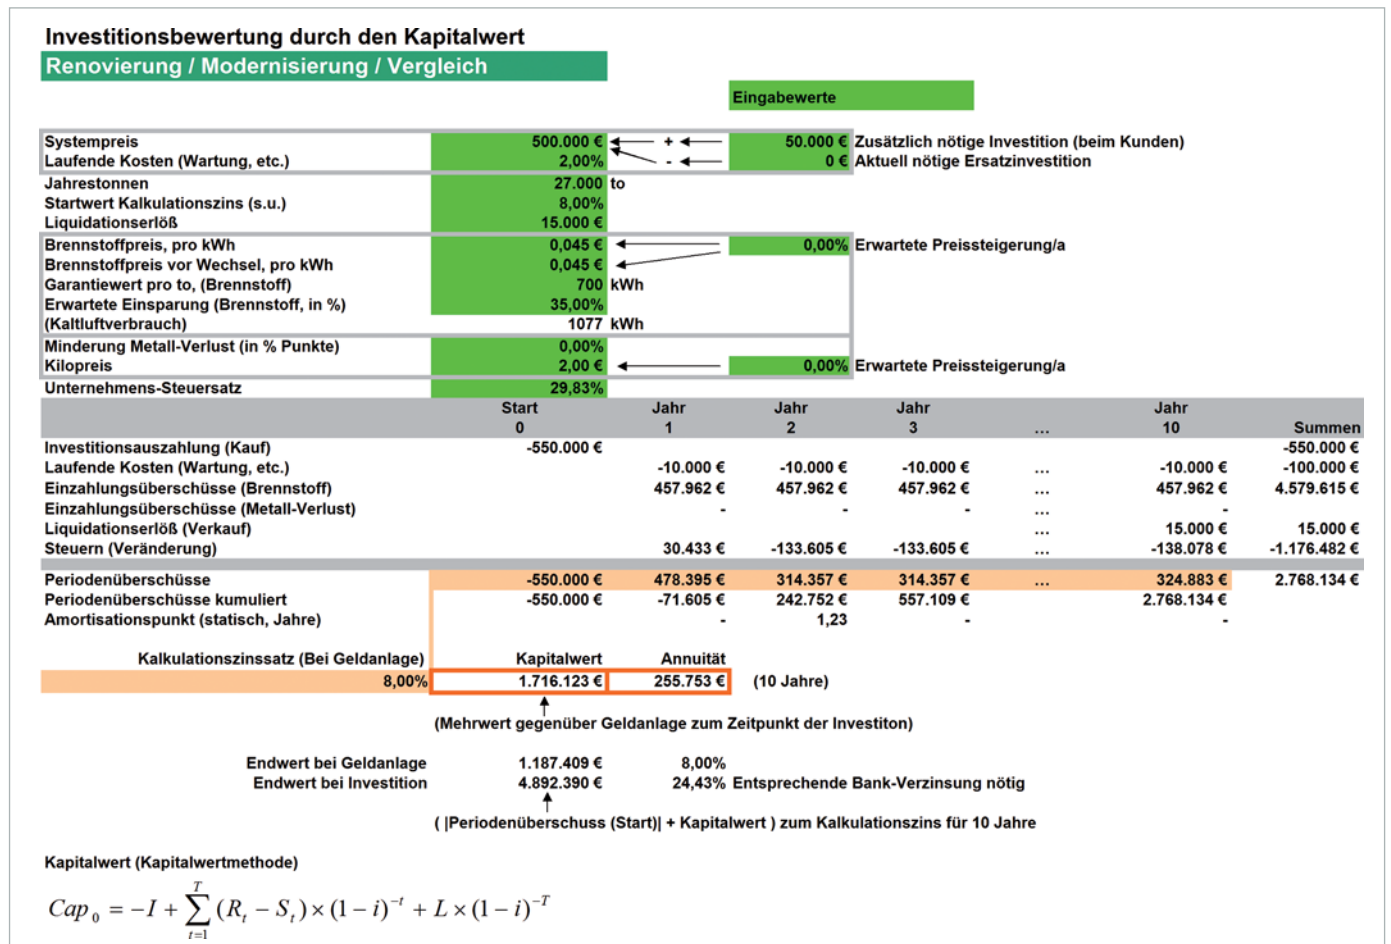 Investitionsbewertung durch den Kapitalwert
Renovierung / Modernisierung / Vergleich
Eingabewerte
Systempreis 500.000 € + 50.000 € Zusätzlich nötige Investition (beim Kunden)
Laufende Kosten (Wartung, etc.) 2,00% - 0 € Aktuell nötige Ersatzinvestition
Jahrestonnen 27.000 to
Startwert Kalkulationszins (s.u.) 8,00%
Liquidationserlöß 15.000 €
Brennstoffpreis, pro kWh 0,045 € 0,00% Erwartete Preissteigerung/a
Brennstoffpreis vor Wechsel, pro kWh 0,045 €
Garantiewert pro to, (Brennstoff) 700 kWh
Erwartete Einsparung (Brennstoff, in %) 35,00%
(Kaltluftverbrauch) 1077 kWh
Minderung Metall-Verlust (in % Punkte) 0,00%
Kilopreis 2,00 € 0,00% Erwartete Preissteigerung/a
Unternehmens-Steuersatz 29,83%
Start Jahr Jahr Jahr Jahr
0 1 2 3 ... 10 Summen
Investitionsauszahlung (Kauf) -550.000 € -550.000 €
Laufende Kosten (Wartung, etc.) -10.000 € -10.000 € -10.000 € ... -10.000 € -100.000 €
Einzahlungsüberschüsse (Brennstoff) 457.962 € 457.962 € 457.962 € ... 457.962 € 4.579.615 €
Einzahlungsüberschüsse (Metall-Verlust) - - - ... -
Liquidationserlöß (Verkauf) ... 15.000 € 15.000 €
Steuern (Veränderung) 30.433 € -133.605 € -133.605 € ... -138.078 € -1.176.482 €
Periodenüberschüsse -550.000 € 478.395 € 314.357 € 314.357 € ... 324.883 € 2.768.134 €
Periodenüberschüsse kumuliert -550.000 € -71.605 € 242.752 € 557.109 € 2.768.134 €
Amortisationspunkt (statisch, Jahre) - 1,23 - -
Kalkulationszinssatz (Bei Geldanlage) Kapitalwert Annuität
8,00% 1.716.123 € 255.753 € (10 Jahre)
(Mehrwert gegenüber Geldanlage zum Zeitpunkt der Investiton)
Endwert bei Geldanlage 1.187.409 € 8,00%
Endwert bei Investition 4.892.390 € 24,43% Entsprechende Bank-Verzinsung nötig
( |Periodenüberschuss (Start)| + Kapitalwert ) zum Kalkulationszins für 10 Jahre
Kapitalwert (Kapitalwertmethode)
Cap₀ = −I + ∑_{t=1}^{T} (Rₜ − Sₜ) × (1 − i)^{−t} + L × (1 − i)^{−T}